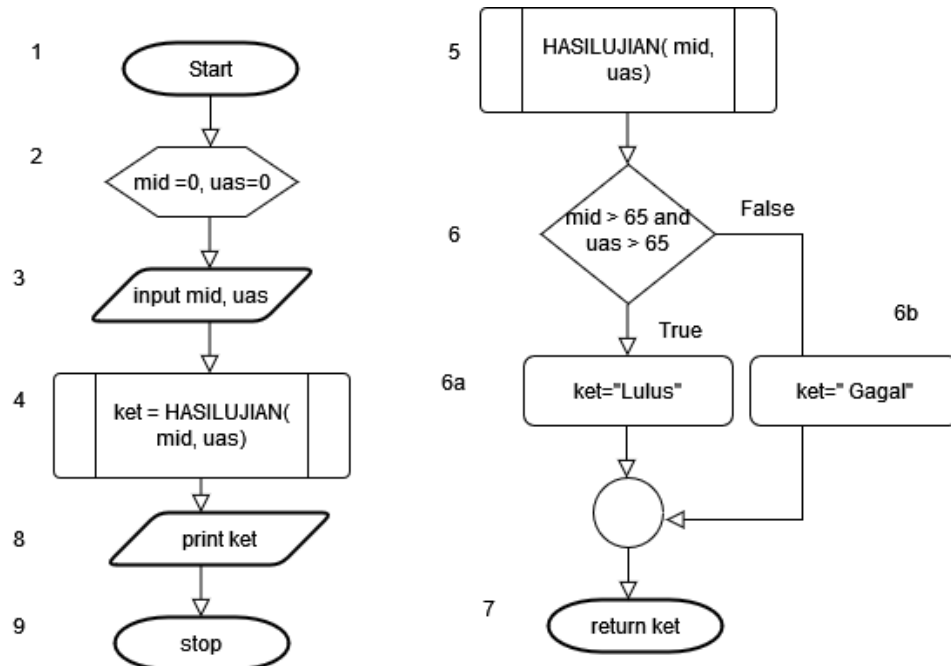 1
Start
2
mid =0, uas=0
3
input mid, uas
4
ket = HASILUJIAN(
mid, uas)
8
print ket
9
stop
5
HASILUJIAN( mid,
uas)
6
mid > 65 and
uas > 65
False
True
6a
ket="Lulus"
6b
ket=" Gagal"
7
return ket